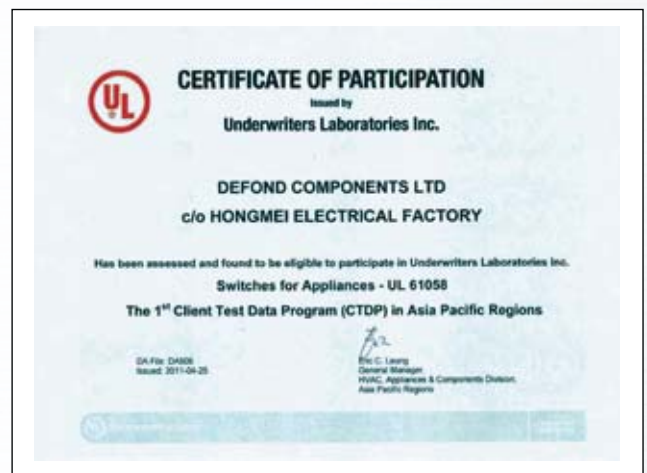 UL
CERTIFICATE OF PARTICIPATION
Issued by
Underwriters Laboratories Inc.
DEFOND COMPONENTS LTD
c/o HONGMEI ELECTRICAL FACTORY
Has been assessed and found to be eligible to participate in Underwriters Laboratories Inc.
Switches for Appliances - UL 61058
The 1st Client Test Data Program (CTDP) in Asia Pacific Regions
DA File:
Issued: 2011-04-25
Eric C. Leung
General Manager
HVAC, Appliances & Components Division,
Asia Pacific Regions